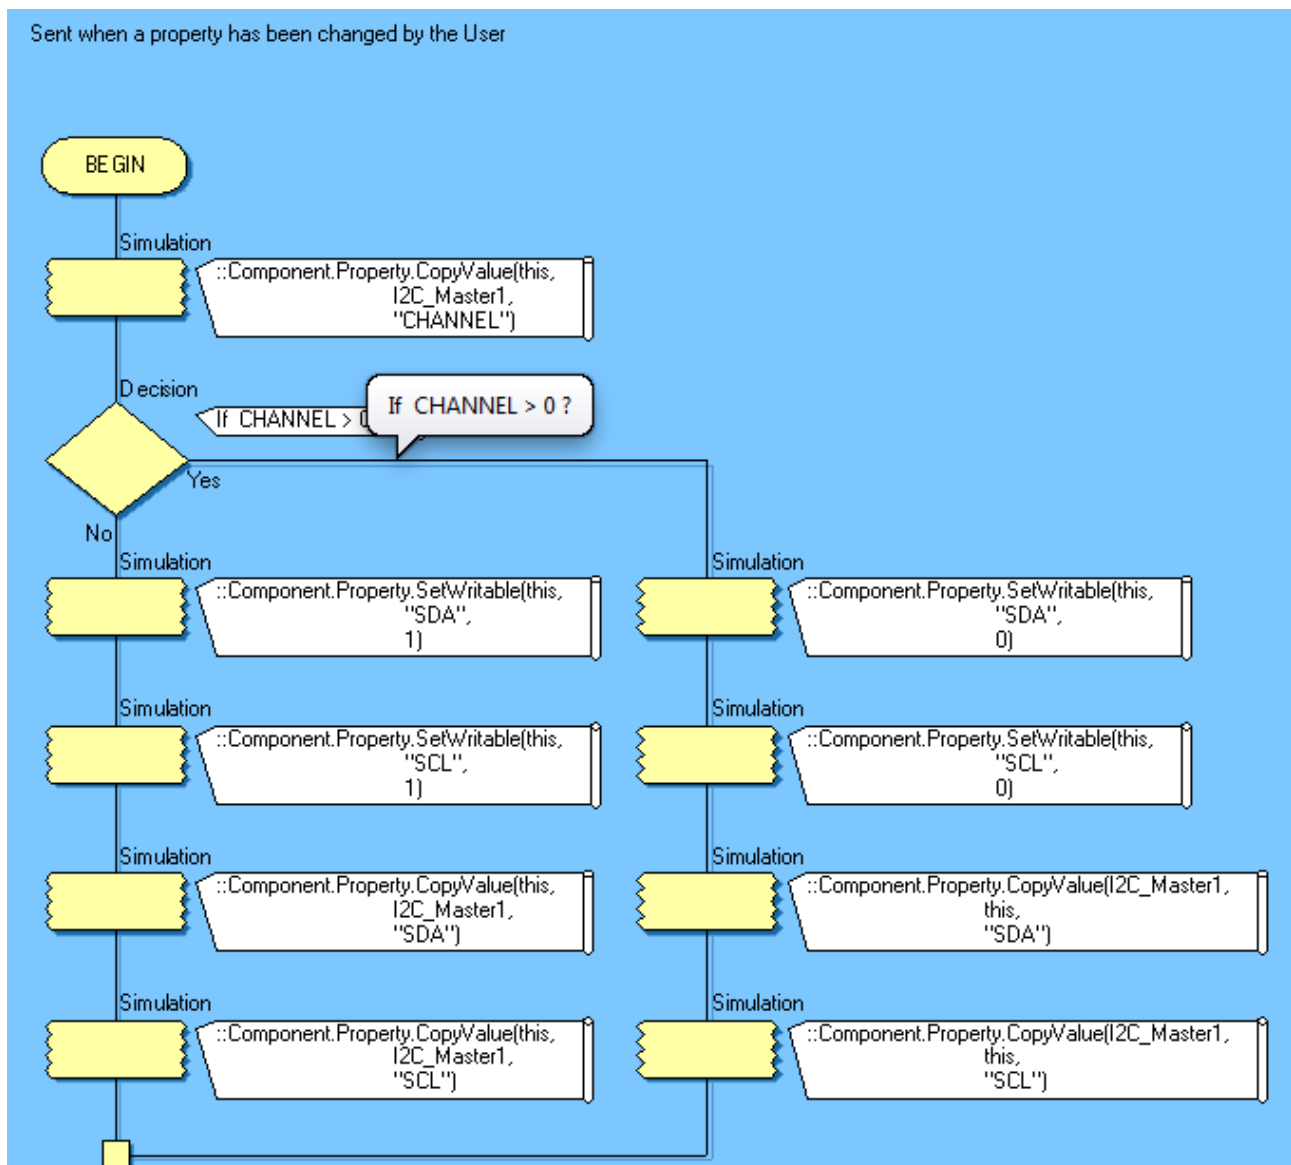 Sent when a property has been changed by the User
BEGIN
Simulation
::Component.Property.CopyValue(this,
I2C_Master1,
"CHANNEL")
Decision
If CHANNEL > 0
If CHANNEL > 0 ?
Yes
No
Simulation
::Component.Property.SetWritable(this,
"SDA",
1)
Simulation
::Component.Property.SetWritable(this,
"SDA",
0)
Simulation
::Component.Property.SetWritable(this,
"SCL",
1)
Simulation
::Component.Property.SetWritable(this,
"SCL",
0)
Simulation
::Component.Property.CopyValue(this,
I2C_Master1,
"SDA")
Simulation
::Component.Property.CopyValue(I2C_Master1,
this,
"SDA")
Simulation
::Component.Property.CopyValue(this,
I2C_Master1,
"SCL")
Simulation
::Component.Property.CopyValue(I2C_Master1,
this,
"SCL")